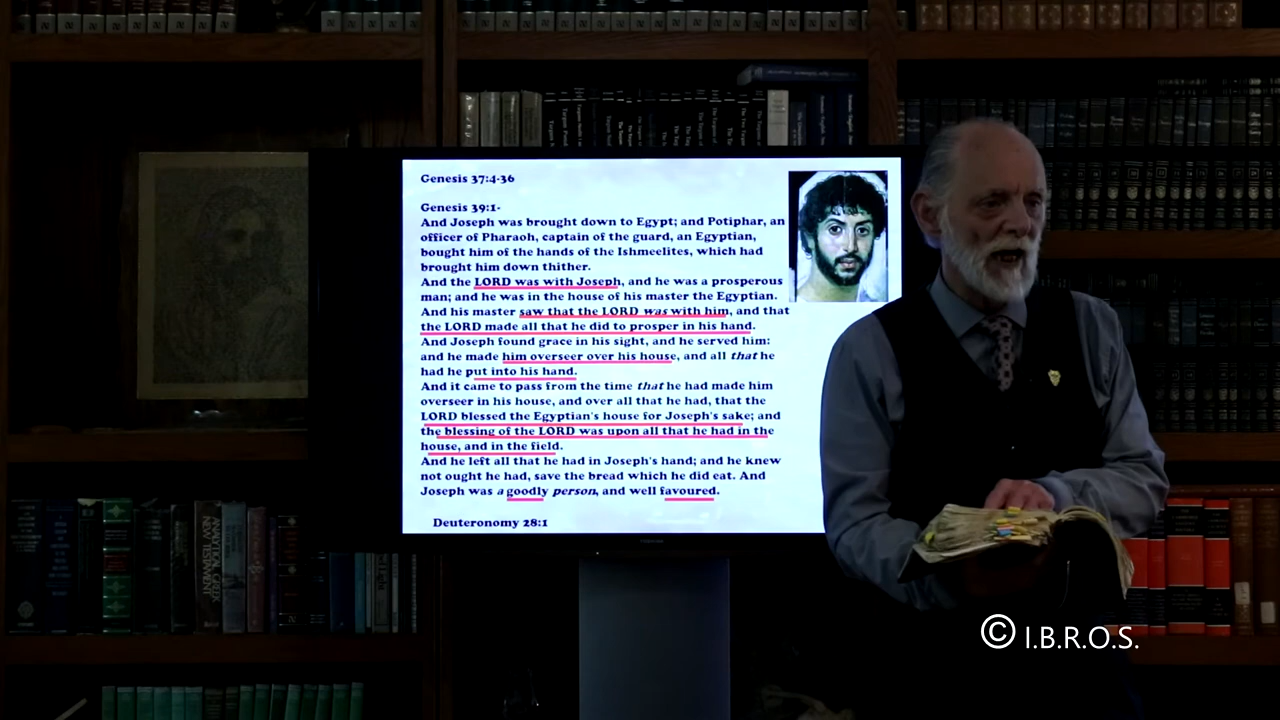 Genesis 37:4-36
Genesis 39:1-
And Joseph was brought down to Egypt; and Potiphar, an
officer of Pharaoh, captain of the guard, an Egyptian,
bought him of the hands of the Ishmeelites, which had
brought him down thither.
And the LORD was with Joseph, and he was a prosperous
man; and he was in the house of his master the Egyptian.
And his master saw that the LORD was with him, and that
the LORD made all that he did to prosper in his hand.
And Joseph found grace in his sight, and he served him:
and he made him overseer over his house, and all that he
had he put into his hand.
And it came to pass from the time that he had made him
overseer in his house, and over all that he had, that the
LORD blessed the Egyptian's house for Joseph's sake; and
the blessing of the LORD was upon all that he had in the
house, and in the field.
And he left all that he had in Joseph's hand; and he knew
not ought he had, save the bread which he did eat. And
Joseph was a goodly person, and well favoured.
Deuteronomy 28:1
ANALYTICAL GREEK
NEW TESTAMENT
© I.B.R.O.S.